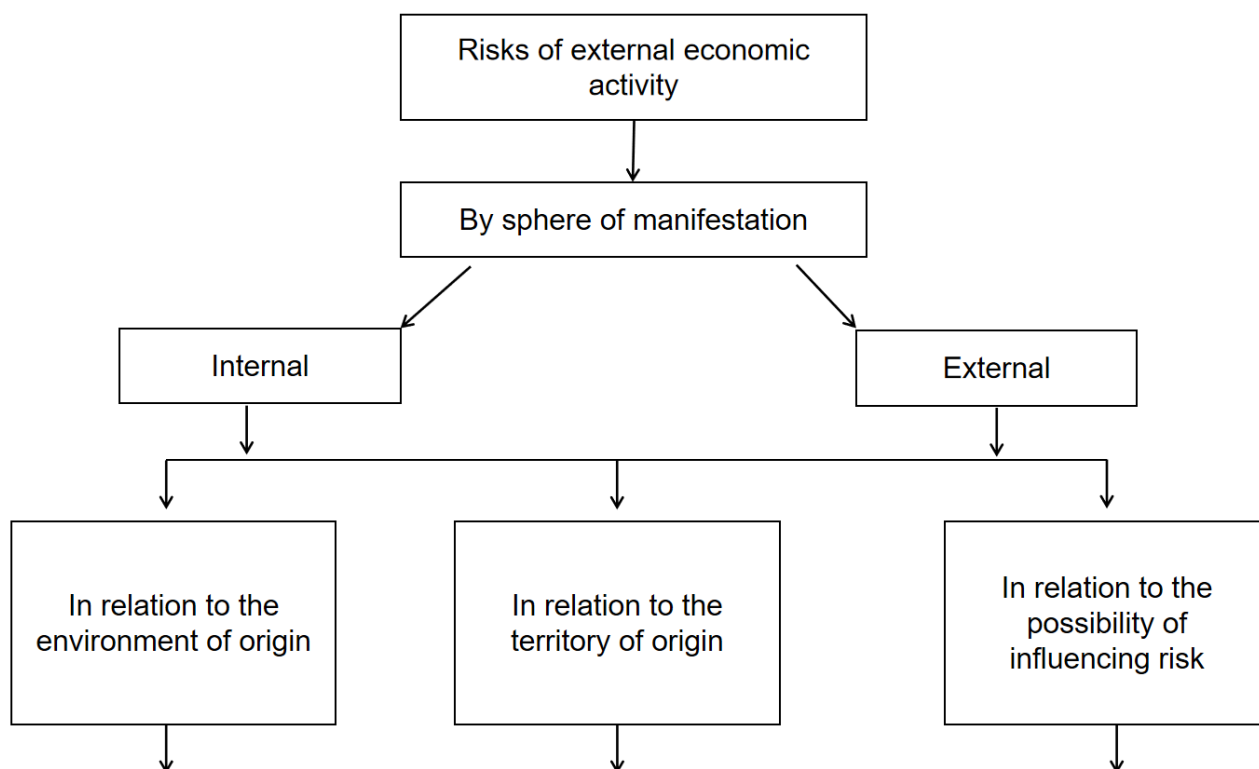 Risks of external economic
activity
By sphere of manifestation
Internal
External
In relation to the
environment of origin
In relation to the
territory of origin
In relation to the
possibility of
influencing risk